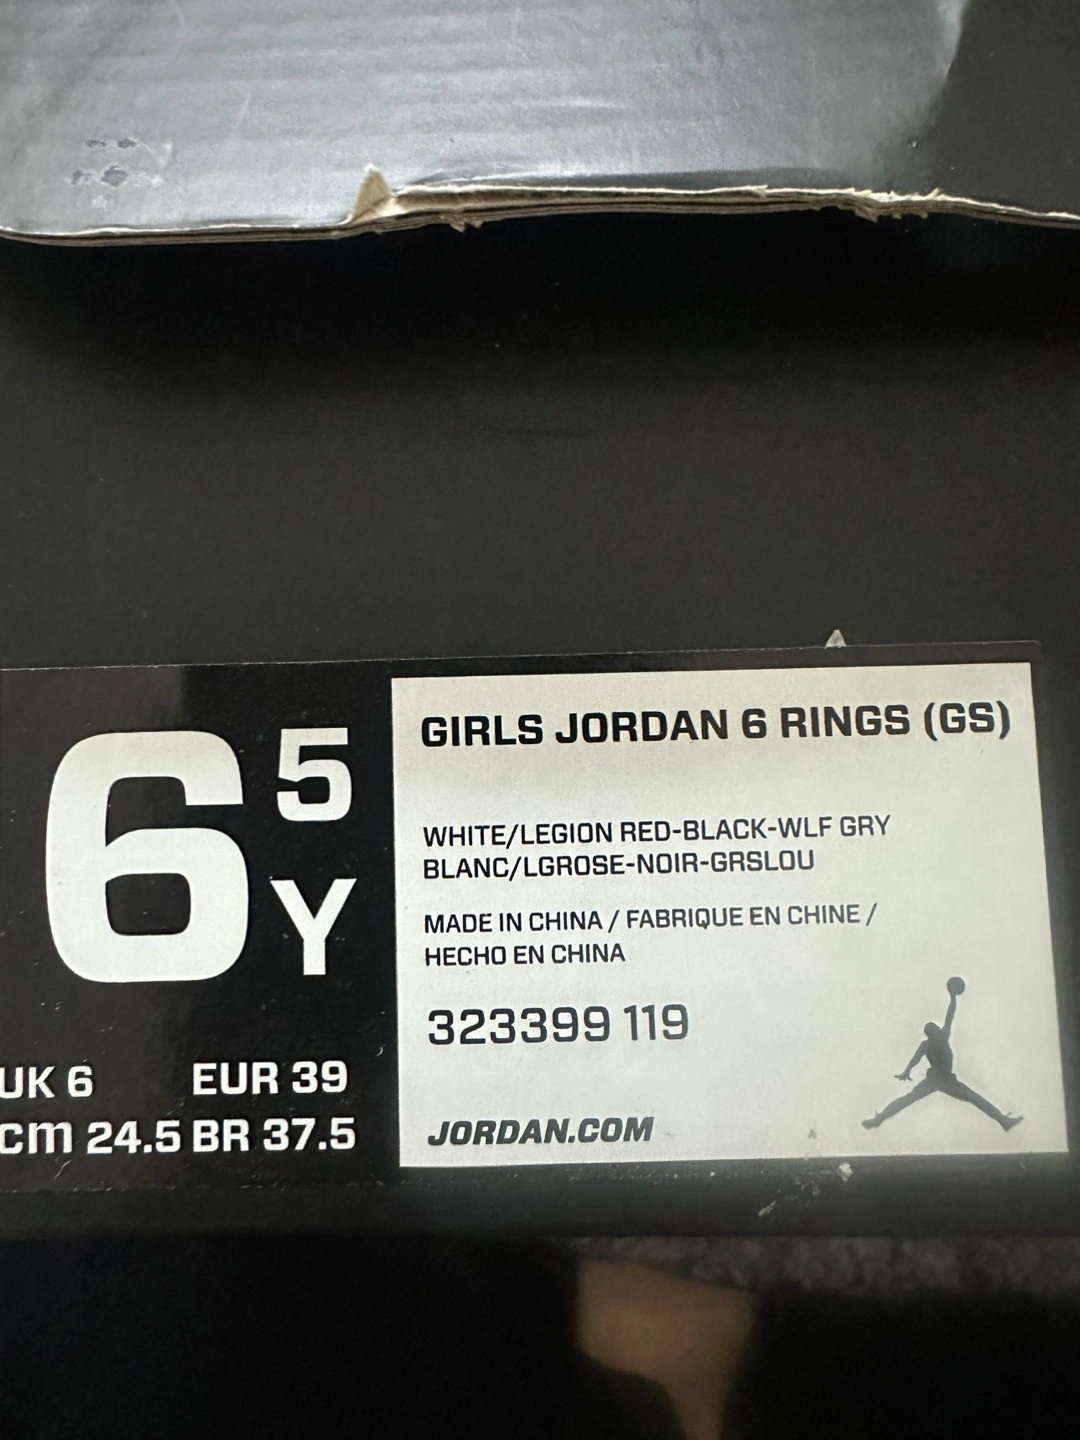 6 5 Y
UK 6 EUR 39
cm 24.5 BR 37.5
GIRLS JORDAN 6 RINGS (GS)
WHITE/LEGION RED-BLACK-WLF GRY
BLANC/LGROSE-NOIR-GRSLOU
MADE IN CHINA / FABRIQUE EN CHINE /
HECHO EN CHINA
323399 119
JORDAN.COM